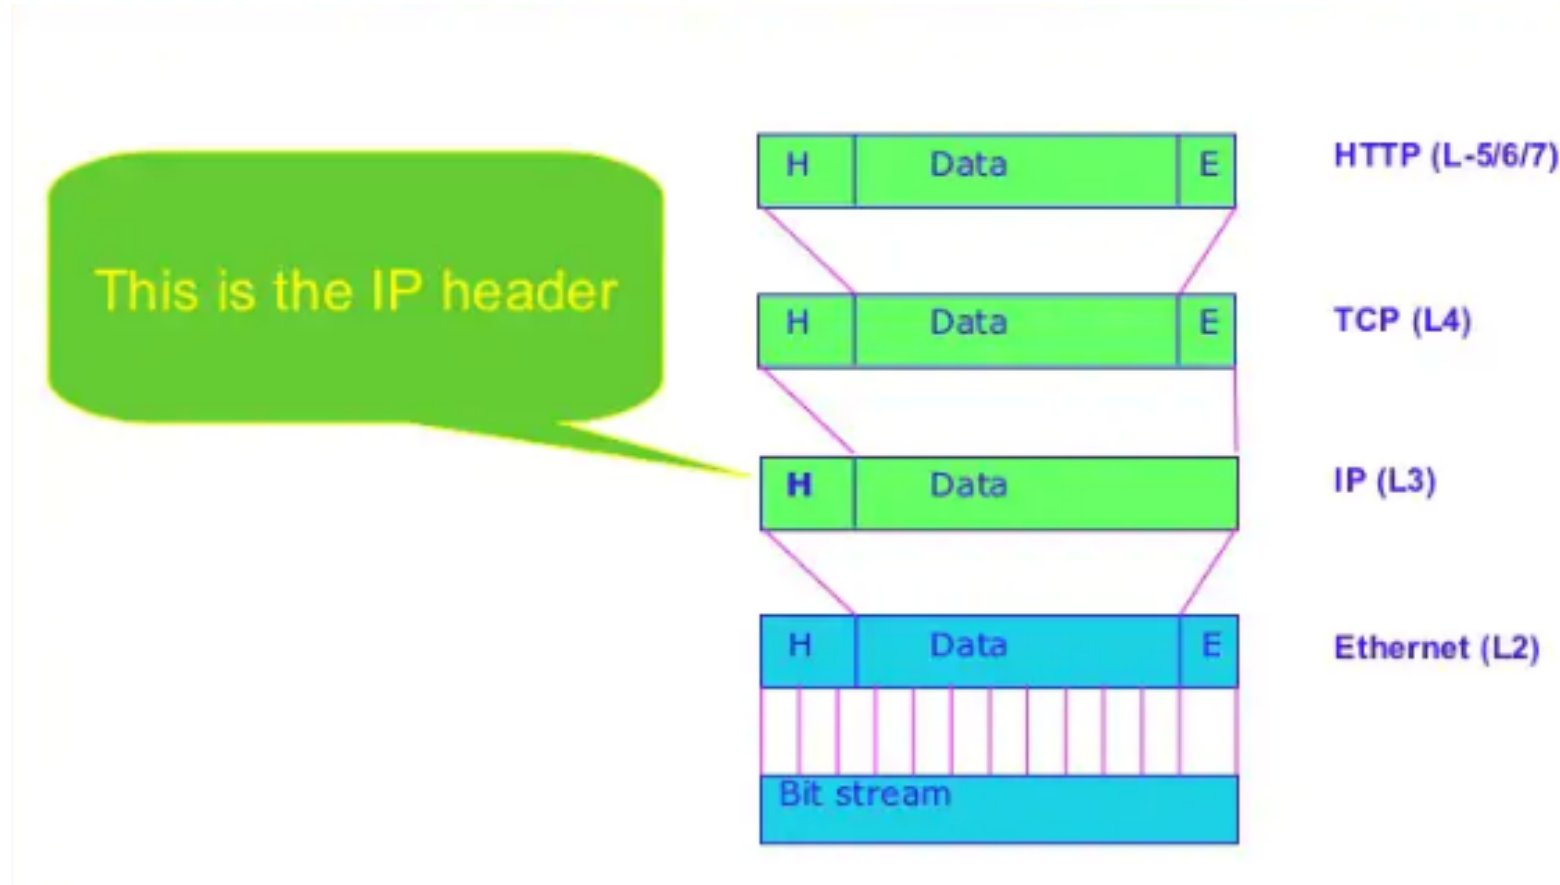 H Data E HTTP (L-5/6/7)
This is the IP header
H Data E TCP (L4)
H Data IP (L3)
H Data E Ethernet (L2)
Bit stream